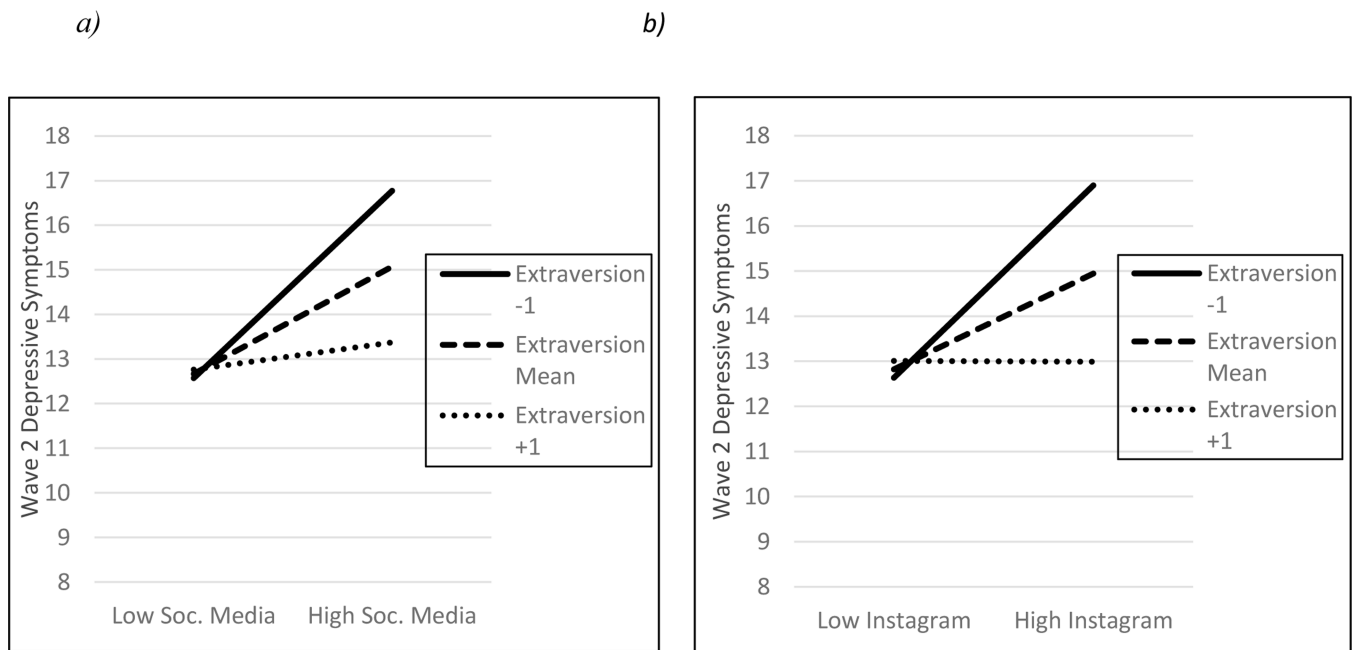 a)
b)
Wave 2 Depressive Symptoms
18
17
16
15
14
13
12
11
10
9
8
Low Soc. Media
High Soc. Media
Extraversion
-1
Extraversion
Mean
Extraversion
+1
Wave 2 Depressive Symptoms
18
17
16
15
14
13
12
11
10
9
8
Low Instagram
High Instagram
Extraversion
-1
Extraversion
Mean
Extraversion
+1